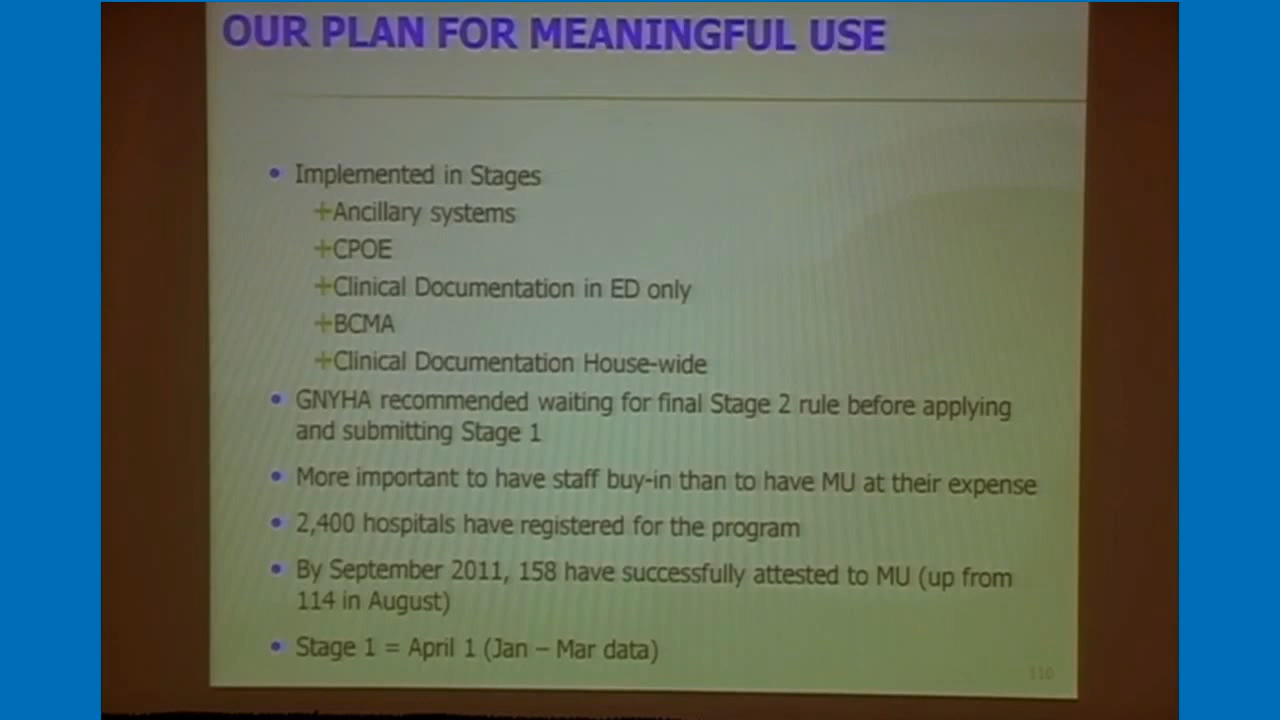 OUR PLAN FOR MEANINGFUL USE
• Implemented in Stages
+Ancillary systems
+CPOE
+Clinical Documentation in ED only
+BCMA
+Clinical Documentation House-wide
• GNYHA recommended waiting for final Stage 2 rule before applying
and submitting Stage 1
• More important to have staff buy-in than to have MU at their expense
• 2,400 hospitals have registered for the program
• By September 2011, 158 have successfully attested to MU (up from
114 in August)
• Stage 1 = April 1 (Jan – Mar data)
110